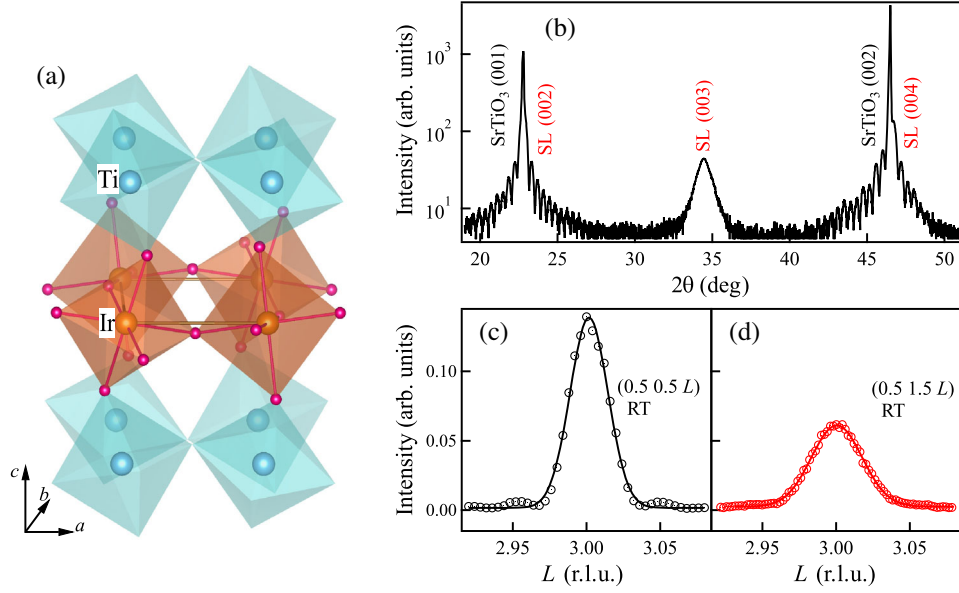 (a)
Ti
Ir
c
b
a
(b)
Intensity (arb. units)
10³
10²
10¹
SrTiO₃ (001)
SL (002)
SL (003)
SrTiO₃ (002)
SL (004)
20 25 30 35 40 45 50
2θ (deg)
(c)
Intensity (arb. units)
0.10
0.05
0.00
(0.5 0.5 L)
RT
2.95 3.00 3.05
L (r.l.u.)
(d)
(0.5 1.5 L)
RT
2.95 3.00 3.05
L (r.l.u.)